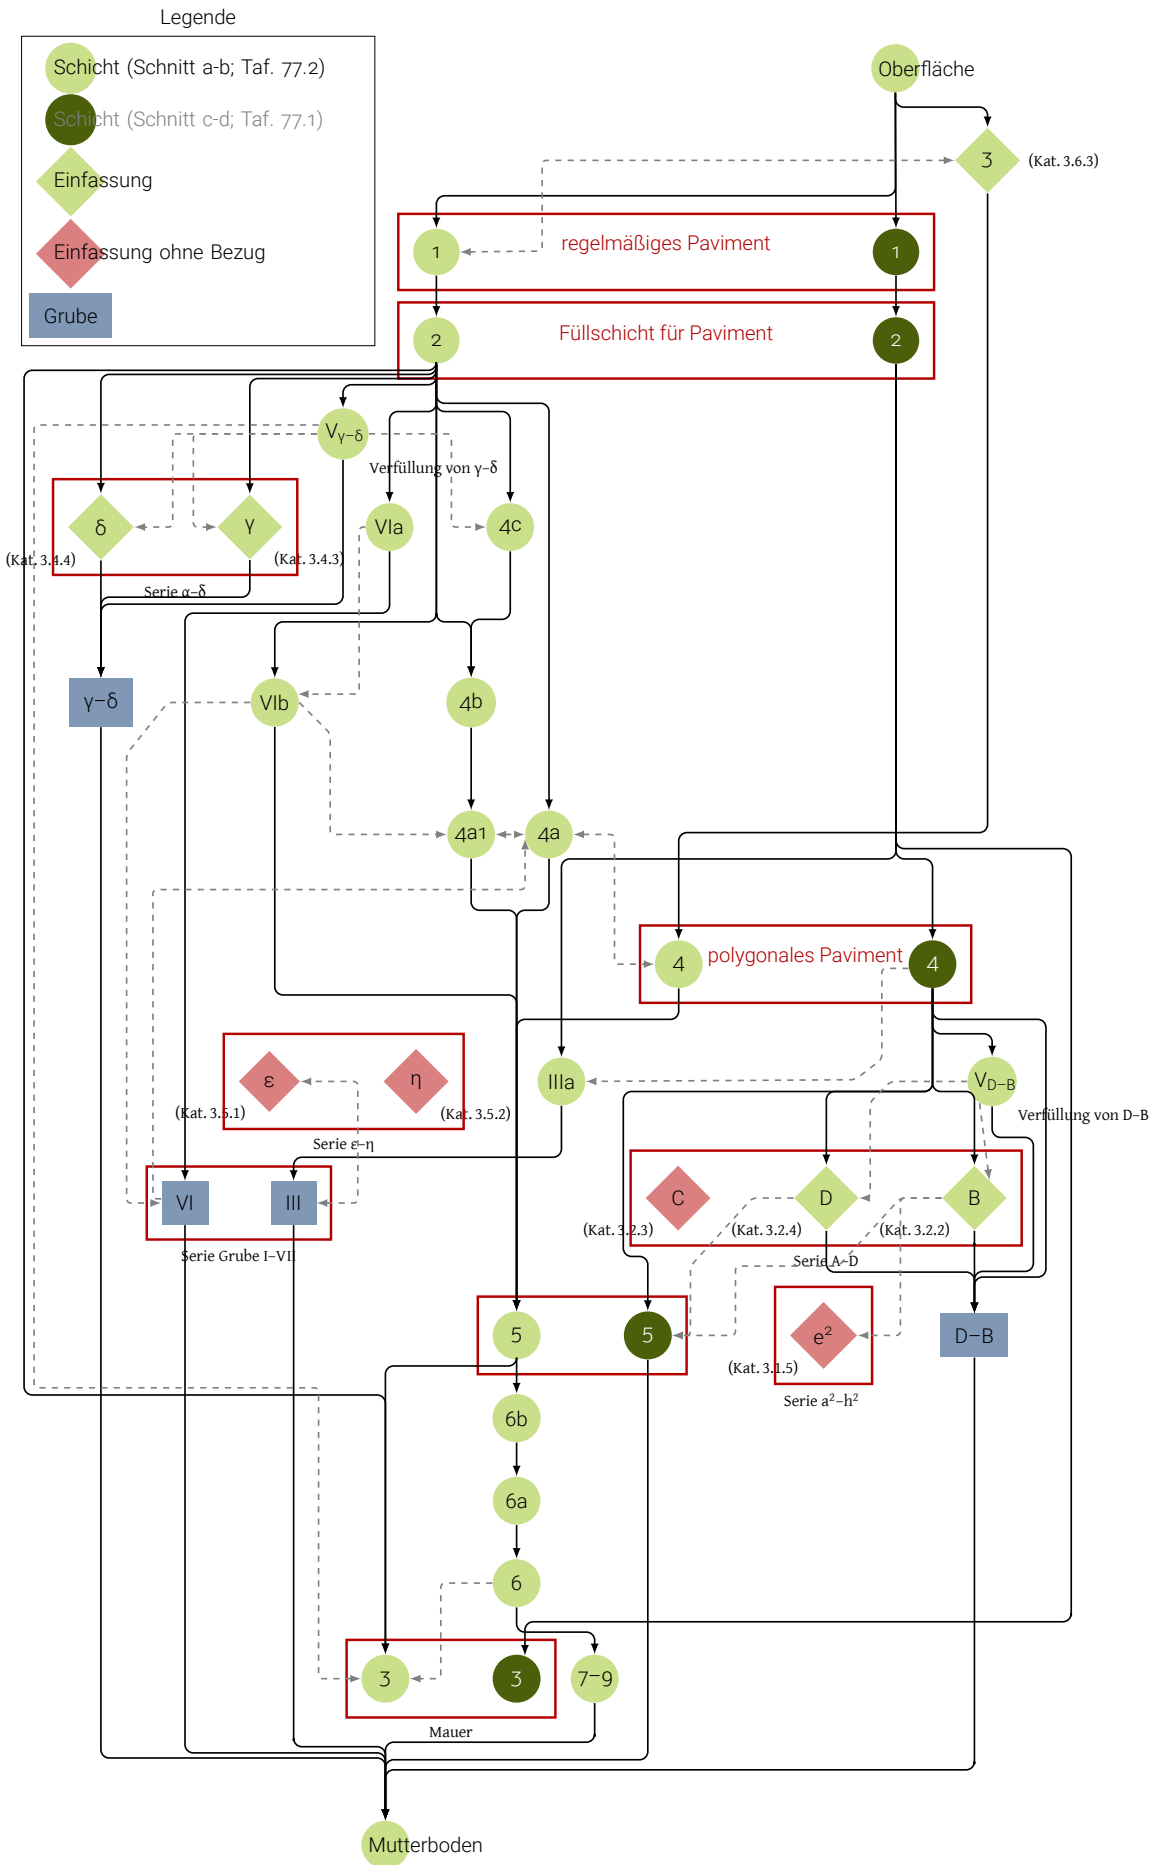 Legende
Schicht (Schnitt a-b; Taf. 77.2)
Schicht (Schnitt c-d; Taf. 77.1)
Einfassung
Einfassung ohne Bezug
Grube
Oberfläche
3
(Kat. 3.6.3)
1
regelmäßiges Paviment
1
2
Füllschicht für Paviment
2
Vγ–δ
Verfüllung von γ–δ
δ
γ
VIa
4c
(Kat. 3.4.4)
(Kat. 3.4.3)
Serie α–δ
γ–δ
VIb
4b
4a1
4a
4
polygonales Paviment
4
ε
η
IIIa
VD–B
(Kat. 3.5.1)
(Kat. 3.5.2)
Verfüllung von D–B
Serie ε–η
VI
III
C
D
B
(Kat. 3.2.3)
(Kat. 3.2.4)
(Kat. 3.2.2)
Serie Grube I–VII
Serie A–D
5
5
e²
D–B
(Kat. 3.1.5)
Serie a²–h²
6b
6a
6
3
3
7–9
Mauer
Mutterboden